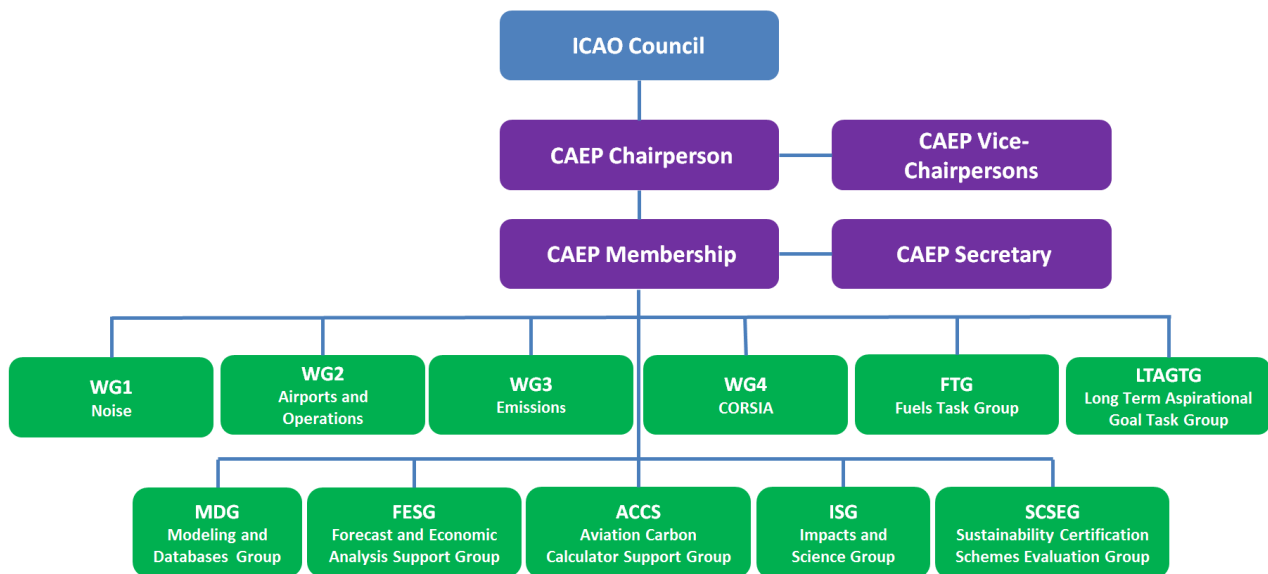 ICAO Council
CAEP Chairperson
CAEP Vice-
Chairpersons
CAEP Membership
CAEP Secretary
WG1
Noise
WG2
Airports and
Operations
WG3
Emissions
WG4
CORSIA
FTG
Fuels Task Group
LTAGTG
Long Term Aspirational
Goal Task Group
MDG
Modeling and
Databases Group
FESG
Forecast and Economic
Analysis Support Group
ACCS
Aviation Carbon
Calculator Support Group
ISG
Impacts and
Science Group
SCSEG
Sustainability Certification
Schemes Evaluation Group